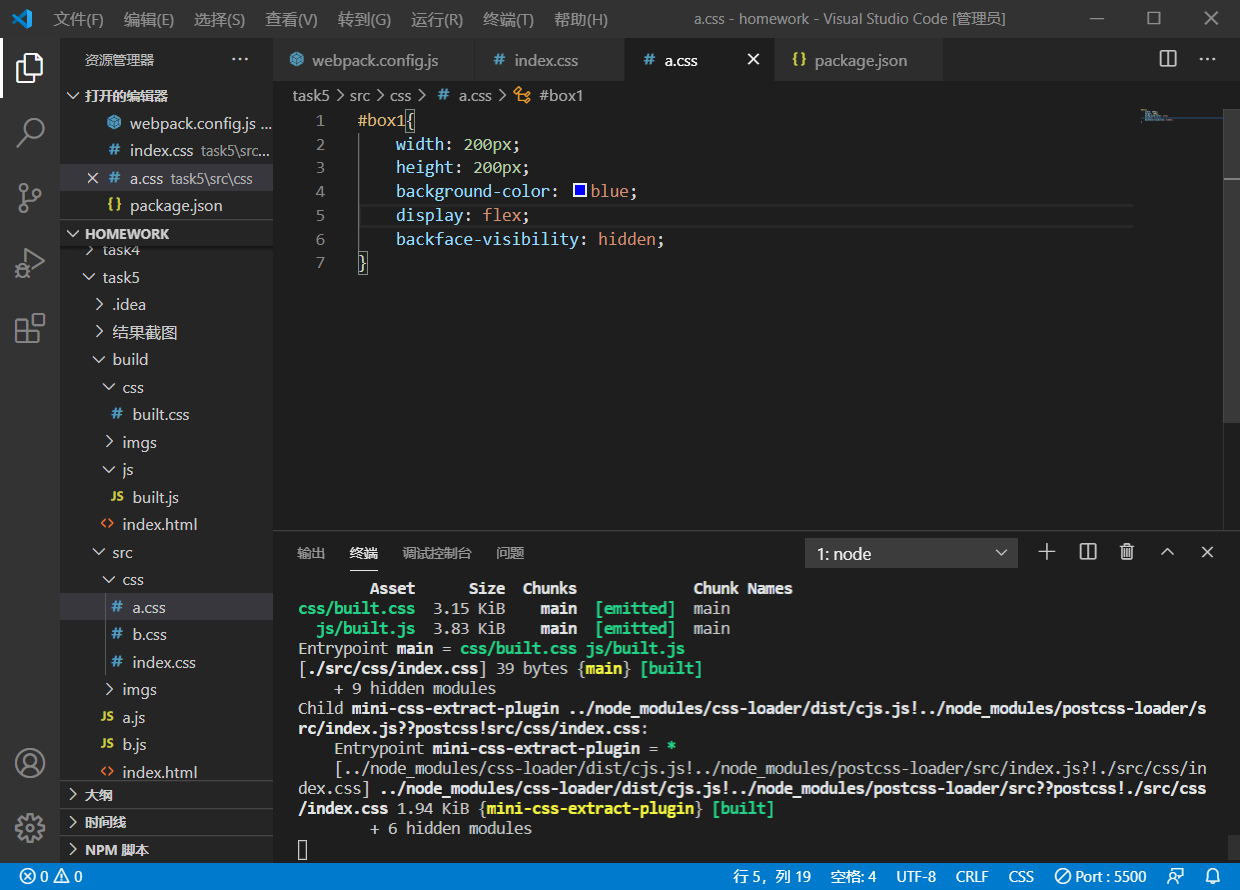 文件(F) 编辑(E) 选择(S) 查看(V) 转到(G) 运行(R) 终端(T) 帮助(H) a.css - homework - Visual Studio Code [管理员]
资源管理器 ···
打开的编辑器
webpack.config.js ...
# index.css task5\src...
# a.css task5\src\css
{} package.json
HOMEWORK
task4
task5
.idea
结果截图
build
css
# built.css
imgs
js
JS built.js
<> index.html
src
css
# a.css
# b.css
# index.css
imgs
JS a.js
JS b.js
<> index.html
大纲
时间线
NPM 脚本
webpack.config.js # index.css # a.css {} package.json ···
task5 > src > css > # a.css > #box1
1 #box1{
2 width: 200px;
3 height: 200px;
4 background-color: blue;
5 display: flex;
6 backface-visibility: hidden;
7 }
输出 终端 调试控制台 问题 1: node
Asset Size Chunks Chunk Names
css/built.css 3.15 KiB main [emitted] main
js/built.js 3.83 KiB main [emitted] main
Entrypoint main = css/built.css js/built.js
[./src/css/index.css] 39 bytes {main} [built]
+ 9 hidden modules
Child mini-css-extract-plugin ../node_modules/css-loader/dist/cjs.js!../node_modules/postcss-loader/s
rc/index.js??postcss!src/css/index.css:
Entrypoint mini-css-extract-plugin = *
[../node_modules/css-loader/dist/cjs.js!../node_modules/postcss-loader/src/index.js?!./src/css/in
dex.css] ../node_modules/css-loader/dist/cjs.js!../node_modules/postcss-loader/src??postcss!./src/css
/index.css 1.94 KiB {mini-css-extract-plugin} [built]
+ 6 hidden modules
0 0 行 5，列 19 空格: 4 UTF-8 CRLF CSS Port : 5500